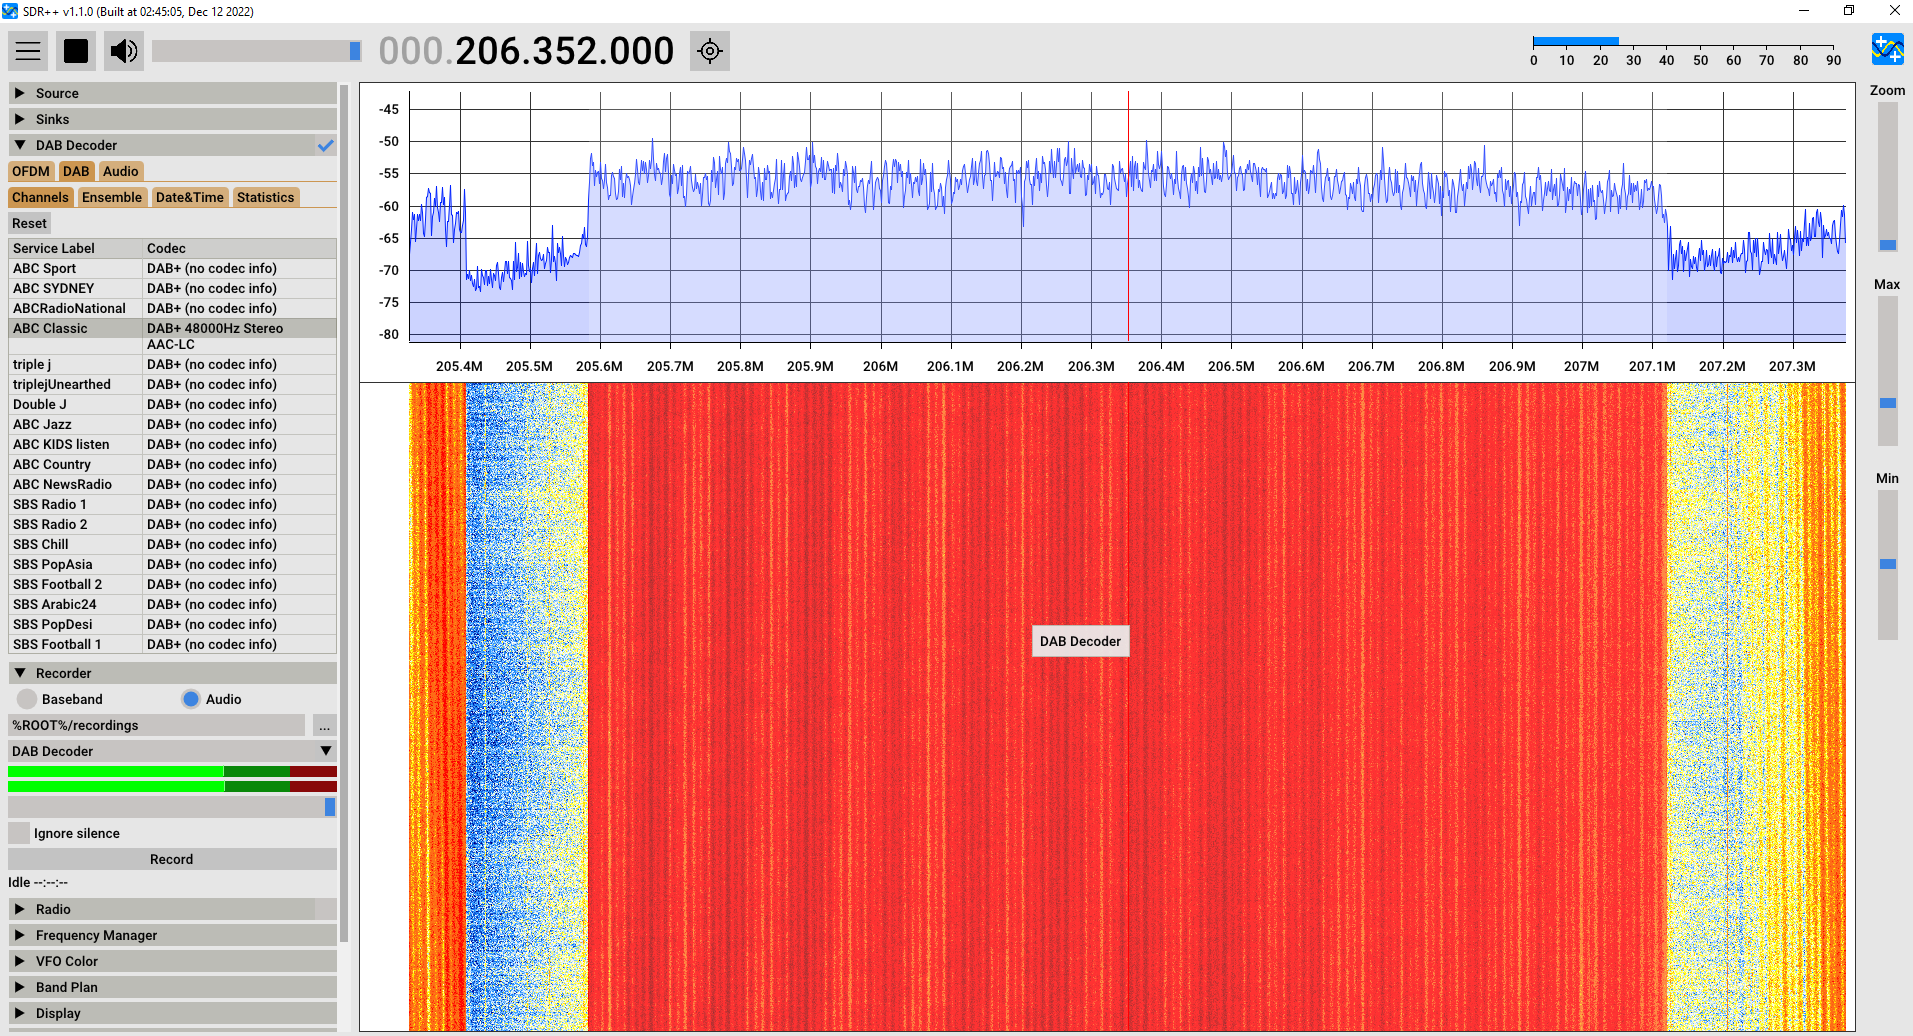 SDR++ v1.1.0 (Built at 02:45:05, Dec 12 2022)
000.206.352.000
0 10 20 30 40 50 60 70 80 90
Source
Sinks
DAB Decoder
OFDM DAB Audio
Channels Ensemble Date&Time Statistics
Reset
Service Label Codec
ABC Sport DAB+ (no codec info)
ABC SYDNEY DAB+ (no codec info)
ABCRadioNational DAB+ (no codec info)
ABC Classic DAB+ 48000Hz Stereo
AAC-LC
triple j DAB+ (no codec info)
triplejUnearthed DAB+ (no codec info)
Double J DAB+ (no codec info)
ABC Jazz DAB+ (no codec info)
ABC KIDS listen DAB+ (no codec info)
ABC Country DAB+ (no codec info)
ABC NewsRadio DAB+ (no codec info)
SBS Radio 1 DAB+ (no codec info)
SBS Radio 2 DAB+ (no codec info)
SBS Chill DAB+ (no codec info)
SBS PopAsia DAB+ (no codec info)
SBS Football 2 DAB+ (no codec info)
SBS Arabic24 DAB+ (no codec info)
SBS PopDesi DAB+ (no codec info)
SBS Football 1 DAB+ (no codec info)
Recorder
Baseband Audio
%ROOT%/recordings ...
DAB Decoder
Ignore silence
Record
Idle --:--:--
Radio
Frequency Manager
VFO Color
Band Plan
Display
-45
-50
-55
-60
-65
-70
-75
-80
205.4M 205.5M 205.6M 205.7M 205.8M 205.9M 206M 206.1M 206.2M 206.3M 206.4M 206.5M 206.6M 206.7M 206.8M 206.9M 207M 207.1M 207.2M 207.3M
DAB Decoder
Zoom
Max
Min